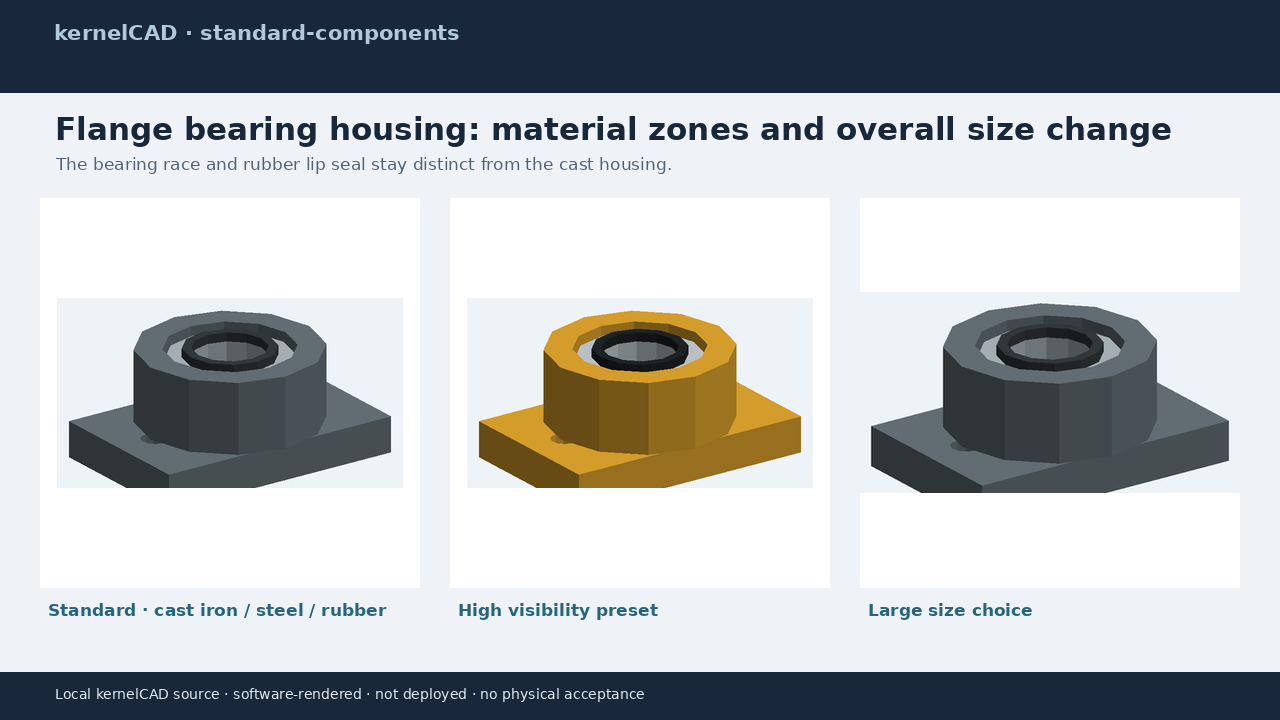 kernelCAD · standard-components
Flange bearing housing: material zones and overall size change
The bearing race and rubber lip seal stay distinct from the cast housing.
Standard · cast iron / steel / rubber
High visibility preset
Large size choice
Local kernelCAD source · software-rendered · not deployed · no physical acceptance